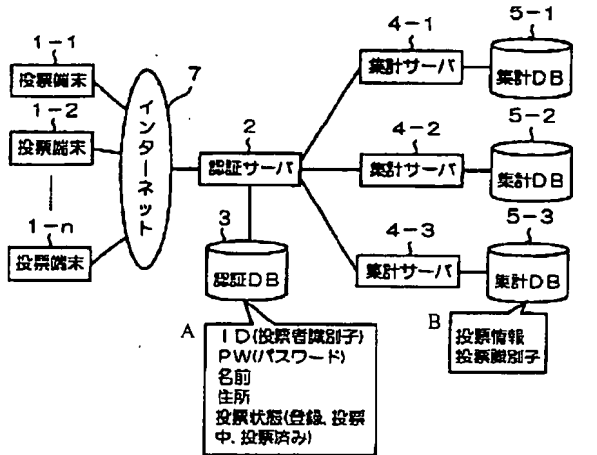 1-1
投票端末
1-2
投票端末
1-n
投票端末
7
インターネット
2
認証サーバ
3
認証DB
4-1
集計サーバ
4-2
集計サーバ
4-3
集計サーバ
5-1
集計DB
5-2
集計DB
5-3
集計DB
A
ID(投票者識別子)
PW(パスワード)
名前
住所
投票状態(登録、投票
中、投票済み)
B
投票情報
投票識別子